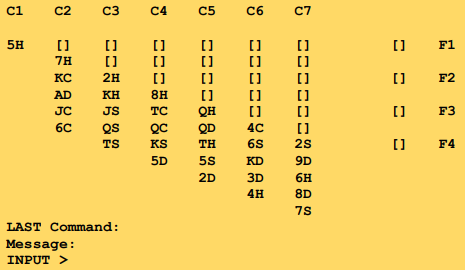 C1 C2 C3 C4 C5 C6 C7
5H [] [] [] [] [] [] [] F1
7H [] [] [] [] []
KC 2H [] [] [] [] [] F2
AD KH 8H [] [] []
JC JS TC QH [] [] [] F3
6C QS QC QD 4C []
TS KS TH 6S 2S [] F4
5D 5S KD 9D
2D 3D 6H
4H 8D
7S
LAST Command:
Message:
INPUT >